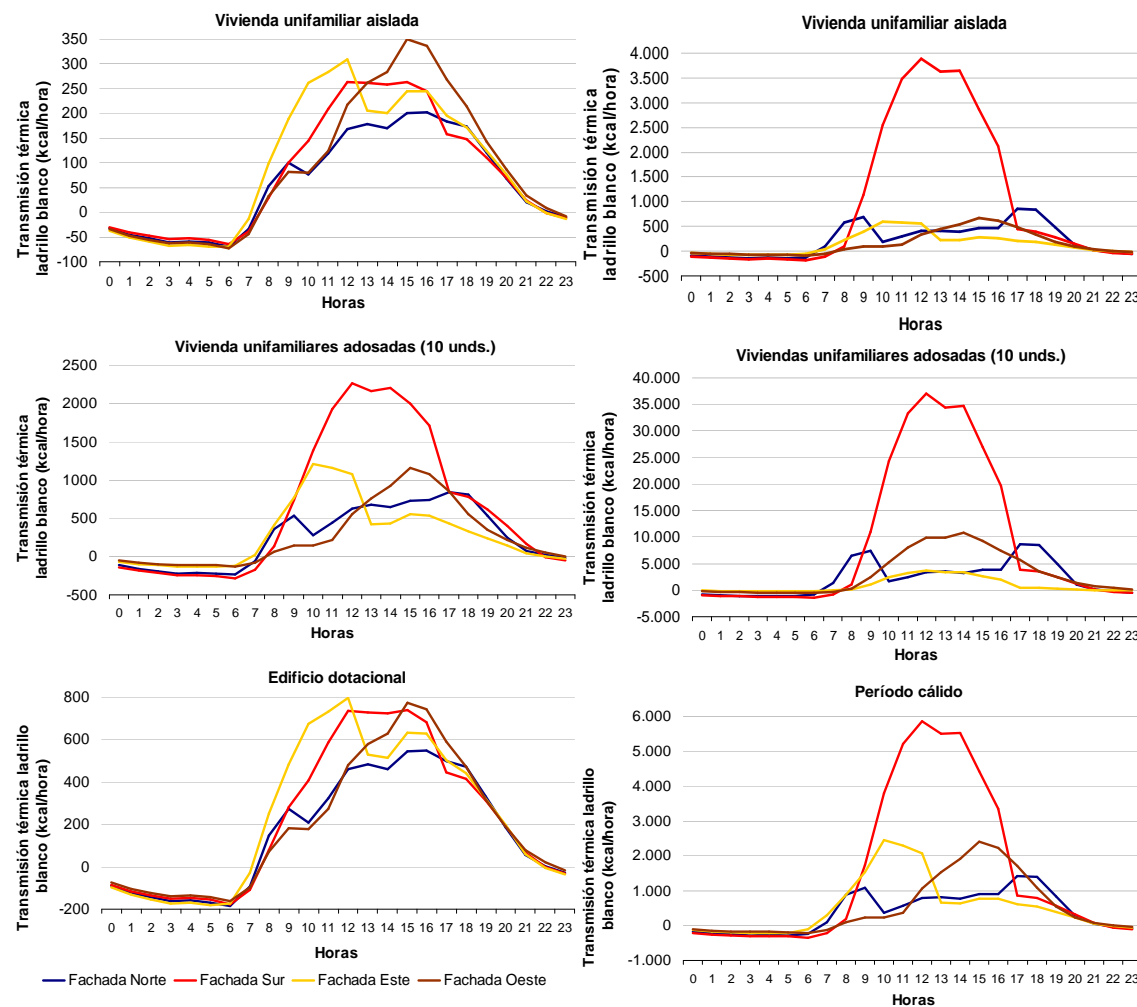 Vivienda unifamiliar aislada
Transmisión térmica
ladrillo blanco (kcal/hora)
350
300
250
200
150
100
50
0
-50
-100
0 1 2 3 4 5 6 7 8 9 10 11 12 13 14 15 16 17 18 19 20 21 22 23
Horas
Vivienda unifamiliar aislada
Transmisión térmica
ladrillo blanco (kcal/hora)
4.000
3.500
3.000
2.500
2.000
1.500
1.000
500
0
-500
0 1 2 3 4 5 6 7 8 9 10 11 12 13 14 15 16 17 18 19 20 21 22 23
Horas
Vivienda unifamiliares adosadas (10 unds.)
Transmisión térmica
ladrillo blanco (kcal/hora)
2500
2000
1500
1000
500
0
-500
0 1 2 3 4 5 6 7 8 9 10 11 12 13 14 15 16 17 18 19 20 21 22 23
Horas
Viviendas unifamiliares adosadas (10 unds.)
Transmisión térmica
ladrillo blanco (kcal/hora)
40.000
35.000
30.000
25.000
20.000
15.000
10.000
5.000
0
-5.000
0 1 2 3 4 5 6 7 8 9 10 11 12 13 14 15 16 17 18 19 20 21 22 23
Horas
Edificio dotacional
Transmisión térmica ladrillo
blanco (kcal/hora)
800
600
400
200
0
-200
0 1 2 3 4 5 6 7 8 9 10 11 12 13 14 15 16 17 18 19 20 21 22 23
Horas
Período cálido
Transmisión térmica ladrillo
blanco (kcal/hora)
6.000
5.000
4.000
3.000
2.000
1.000
0
-1.000
0 1 2 3 4 5 6 7 8 9 10 11 12 13 14 15 16 17 18 19 20 21 22 23
Horas
Fachada Norte Fachada Sur Fachada Este Fachada Oeste